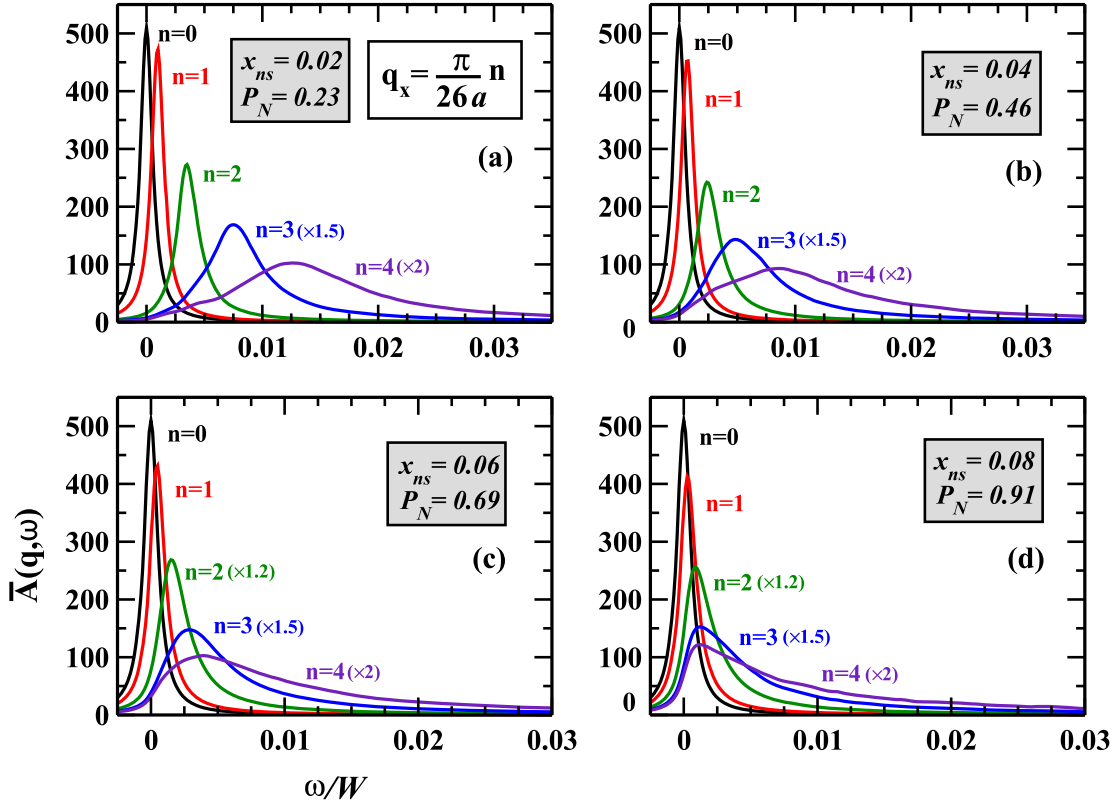 500
400
300
200
100
0
n=0
n=1
x_ns = 0.02
P_N = 0.23
q_x = π/26a n
(a)
n=2
n=3 (×1.5)
n=4 (×2)
0 0.01 0.02 0.03
500
400
300
200
100
0
n=0
n=1
x_ns = 0.04
P_N = 0.46
(b)
n=2
n=3 (×1.5)
n=4 (×2)
0 0.01 0.02 0.03
500
400
300
200
100
0
n=0
n=1
x_ns = 0.06
P_N = 0.69
(c)
n=2 (×1.2)
n=3 (×1.5)
n=4 (×2)
0 0.01 0.02 0.03
500
400
300
200
100
0
n=0
n=1
x_ns = 0.08
P_N = 0.91
(d)
n=2 (×1.2)
n=3 (×1.5)
n=4 (×2)
0 0.01 0.02 0.03
A̅(q,ω)
ω/W